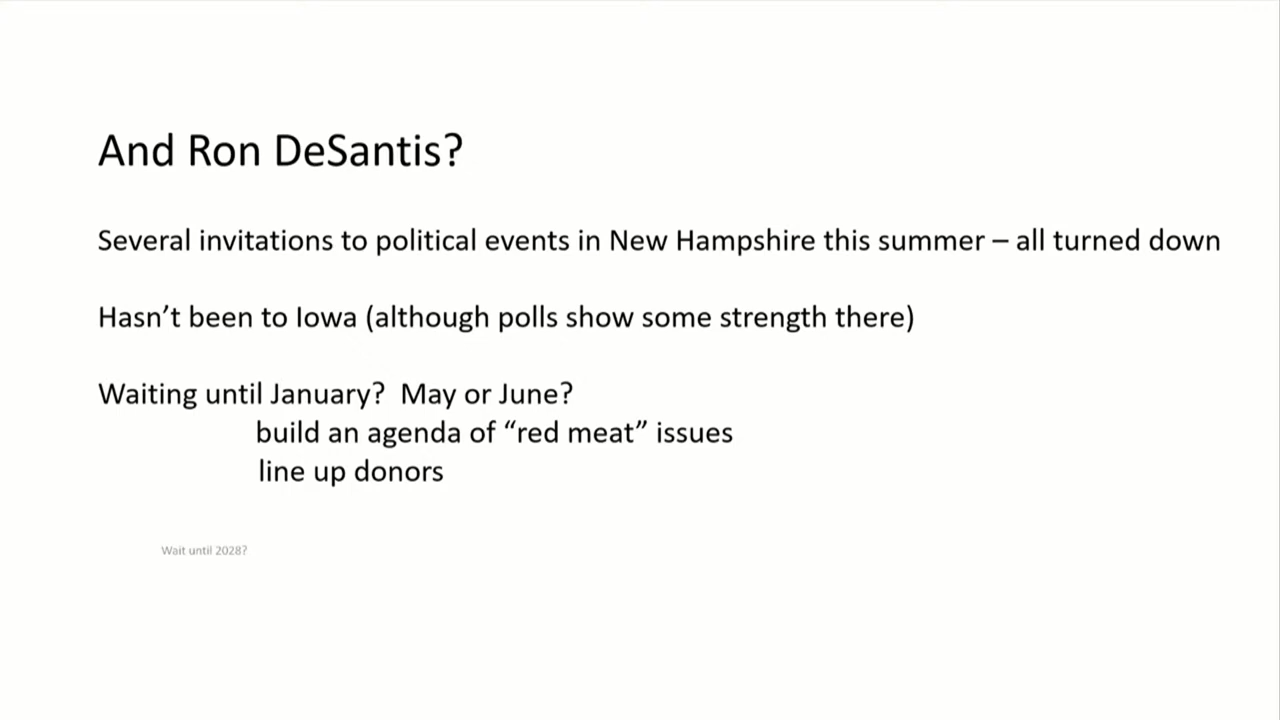 And Ron DeSantis?
Several invitations to political events in New Hampshire this summer – all turned down
Hasn’t been to Iowa (although polls show some strength there)
Waiting until January?  May or June?
build an agenda of “red meat” issues
line up donors
Wait until 2028?